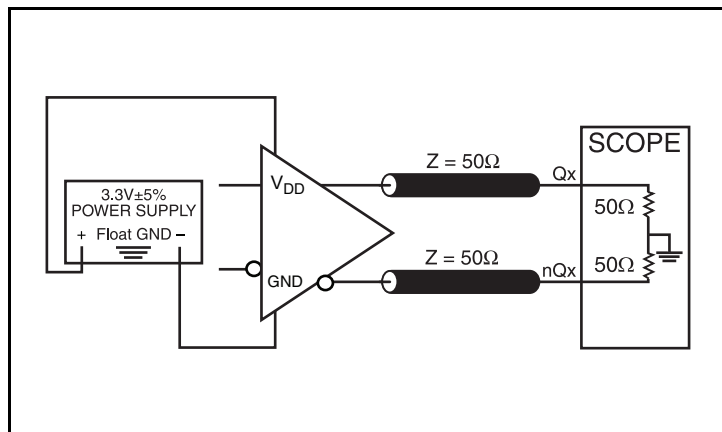 SCOPE
Z = 50Ω
Qx
V_DD
3.3V±5%
POWER SUPPLY
+ Float GND −
50Ω
50Ω
Z = 50Ω
nQx
GND